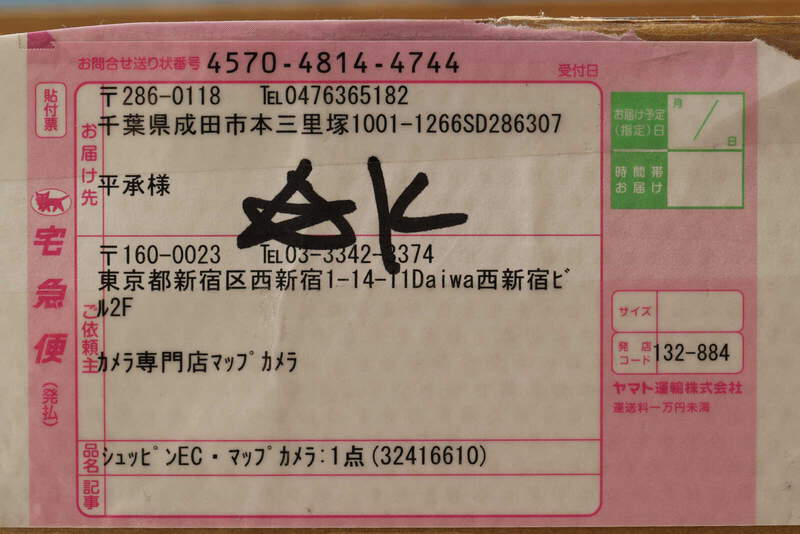 お問合せ送り状番号 4570-4814-4744
受付日
貼付票
宅急便
(発払)
お届け先
〒286-0118 ℡0476365182
千葉県成田市本三里塚1001-1266SD286307
平承様
☆K
お届け予定(指定)日
月 / 日
時間帯お届け
ご依頼主
〒160-0023 ℡03-3342-3374
東京都新宿区西新宿1-14-11Daiwa西新宿ビ
ル2F
カメラ専門店マップカメラ
サイズ
発店コード 132-884
ヤマト運輸株式会社
運送料一万円未満
品名 シュッピンEC・マップカメラ:1点(32416610)
記事